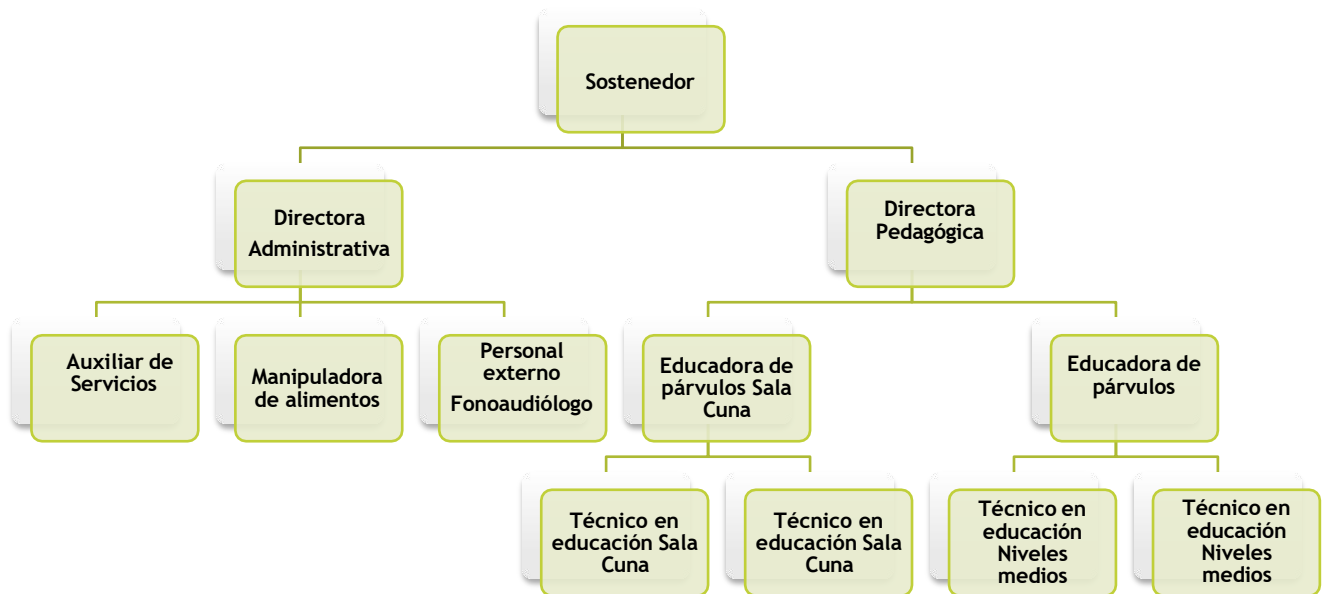 Sostenedor
Directora
Administrativa
Directora
Pedagógica
Auxiliar de
Servicios
Manipuladora
de alimentos
Personal
externo
Fonoaudiólogo
Educadora de
párvulos Sala
Cuna
Educadora de
párvulos
Técnico en
educación Sala
Cuna
Técnico en
educación Sala
Cuna
Técnico en
educación
Niveles
medios
Técnico en
educación
Niveles
medios